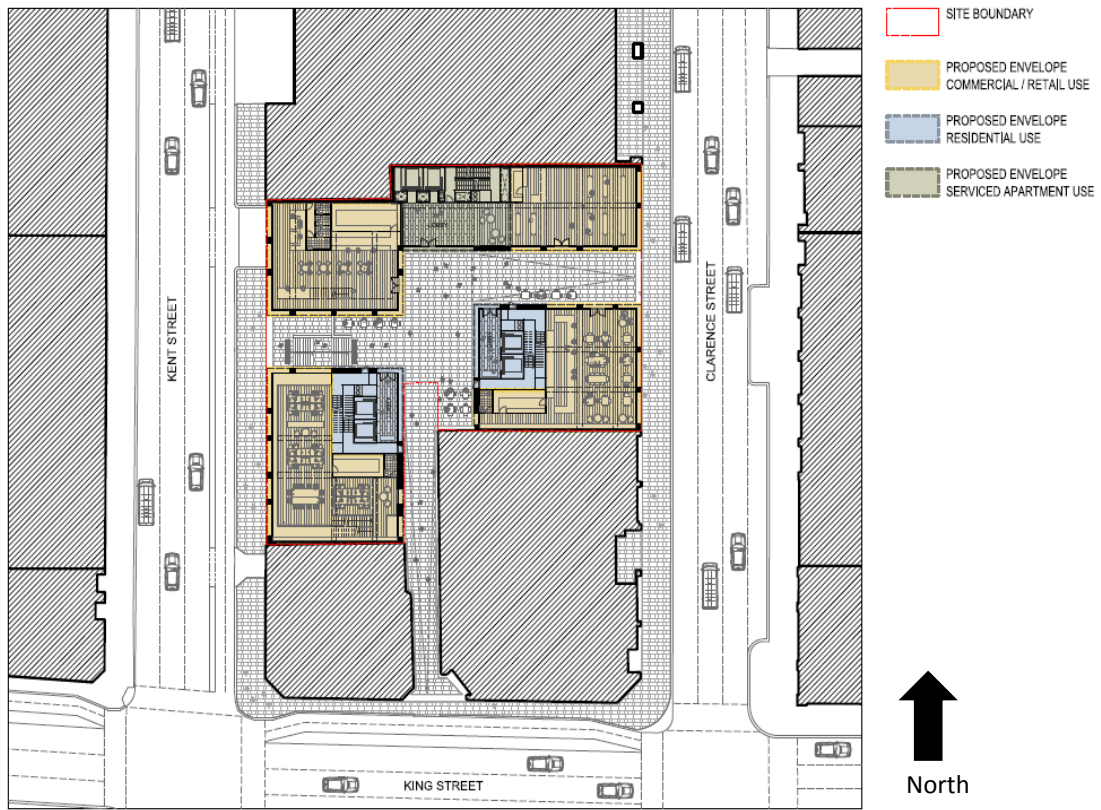 SITE BOUNDARY
PROPOSED ENVELOPE
COMMERCIAL / RETAIL USE
PROPOSED ENVELOPE
RESIDENTIAL USE
PROPOSED ENVELOPE
SERVICED APARTMENT USE
LOBBY
KENT STREET
CLARENCE STREET
KING STREET
North